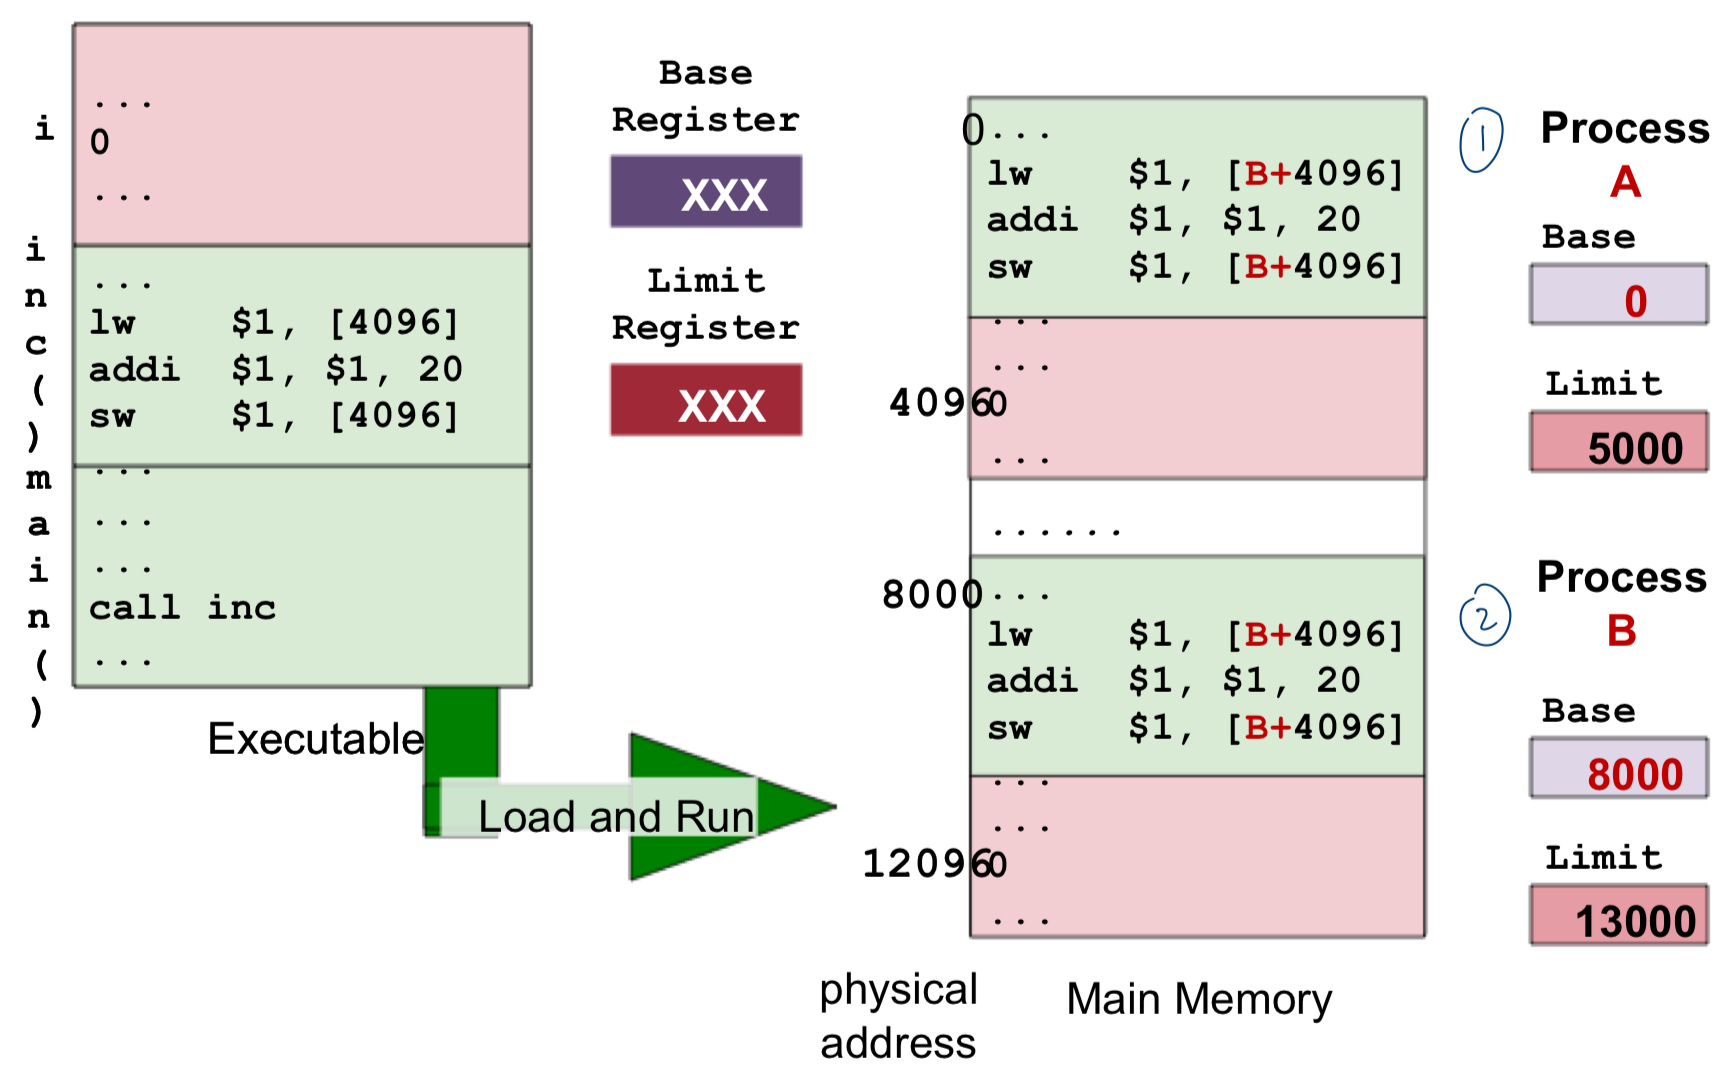 ...
i 0
...
i
n
c
(
)
...
lw $1, [4096]
addi $1, $1, 20
sw $1, [4096]
...
m
a
i
n
(
)
...
...
call inc
...
Executable
Load and Run
Base
Register
XXX
Limit
Register
XXX
0 ...
lw $1, [B+4096]
addi $1, $1, 20
sw $1, [B+4096]
...
...
4096 0
...
......
8000 ...
lw $1, [B+4096]
addi $1, $1, 20
sw $1, [B+4096]
...
...
12096 0
...
physical
address
Main Memory
1
Process
A
Base
0
Limit
5000
2
Process
B
Base
8000
Limit
13000